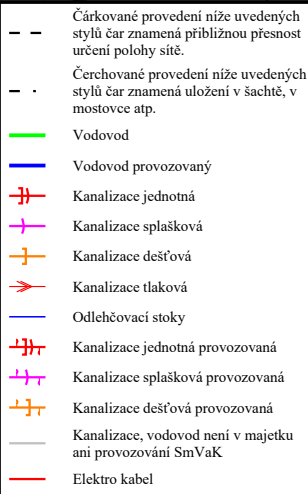 Čárkované provedení níže uvedených
stylů čar znamená přibližnou přesnost
určení polohy sítě.
Čerchované provedení níže uvedených
stylů čar znamená uložení v šachtě, v
mostovce atp.
Vodovod
Vodovod provozovaný
Kanalizace jednotná
Kanalizace splašková
Kanalizace dešťová
Kanalizace tlaková
Odlehčovací stoky
Kanalizace jednotná provozovaná
Kanalizace splašková provozovaná
Kanalizace dešťová provozovaná
Kanalizace, vodovod není v majetku
ani provozování SmVaK
Elektro kabel